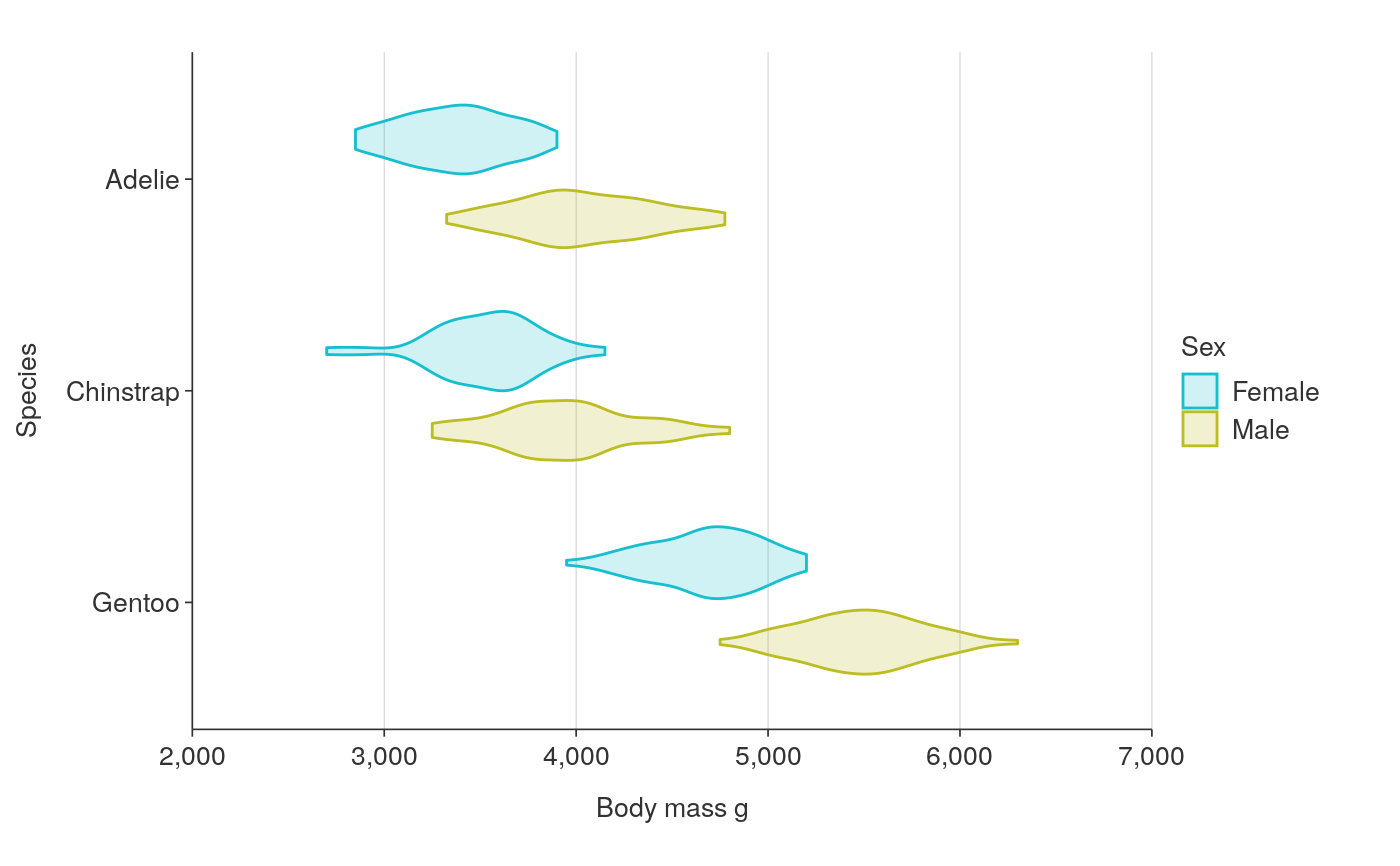 Species
Adelie
Chinstrap
Gentoo
2,000 3,000 4,000 5,000 6,000 7,000
Body mass g
Sex
Female
Male